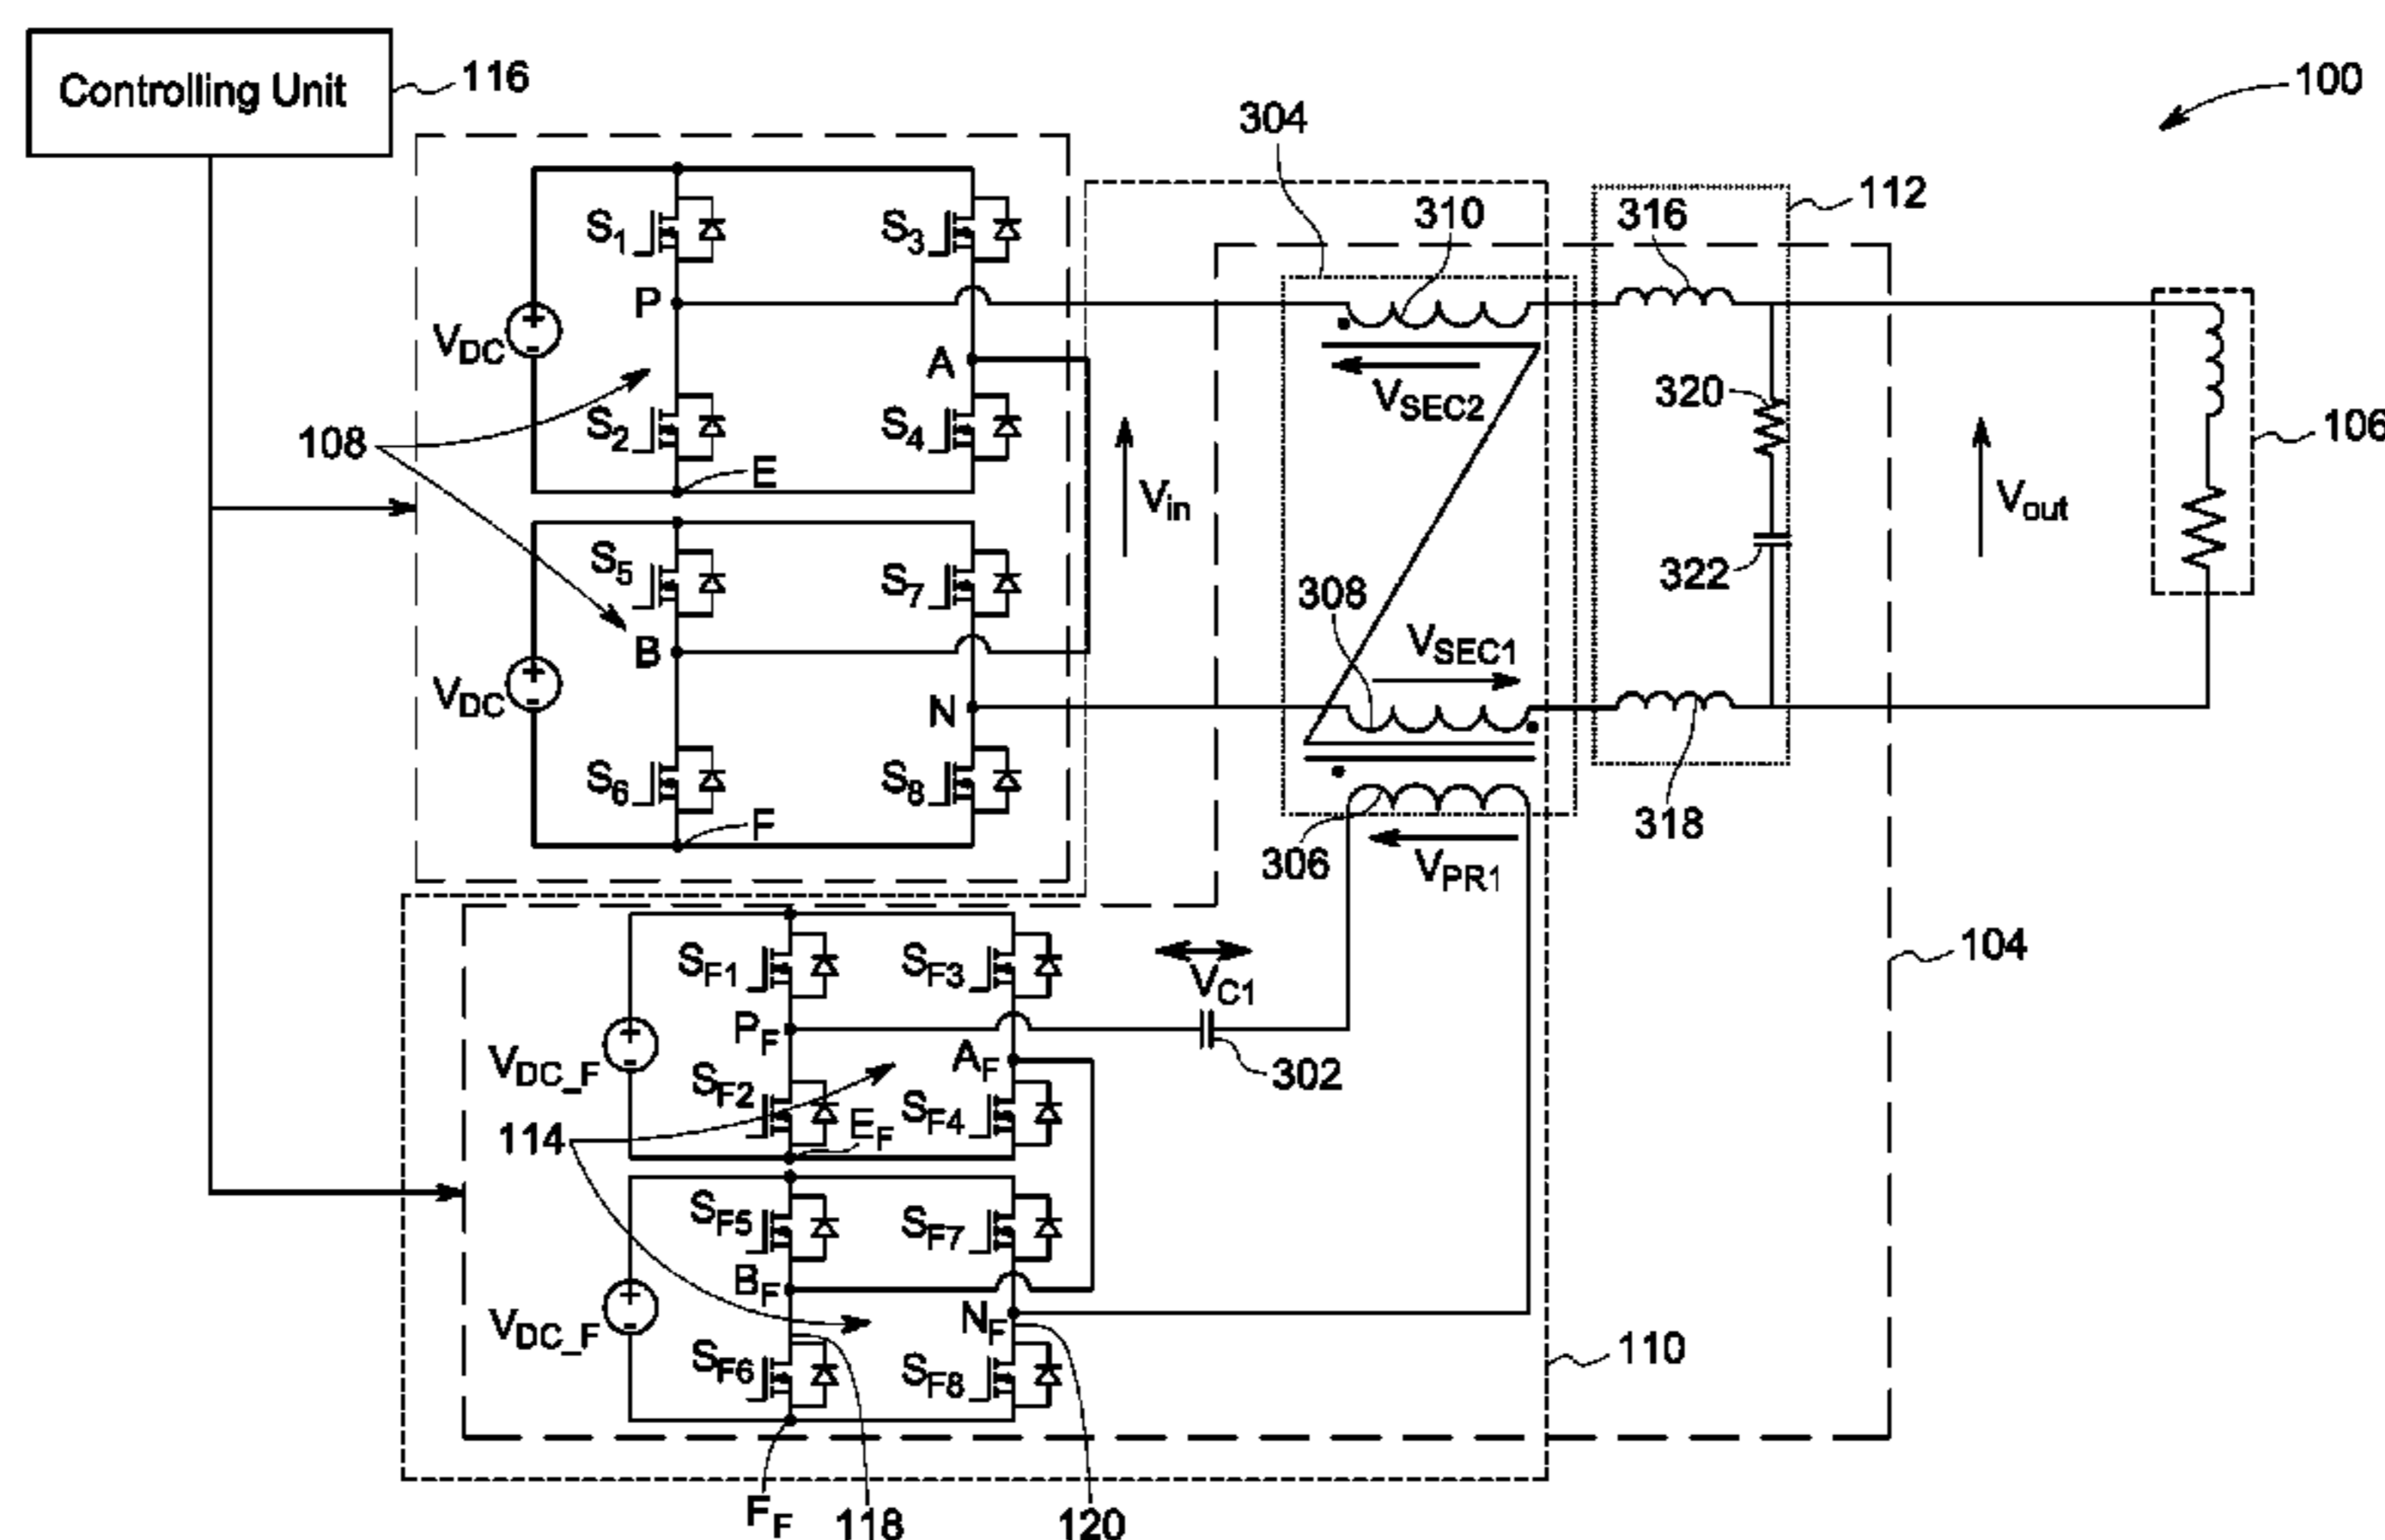 Controlling Unit
116
100
304
310
316
112
S1
S3
P
VDC
A
VSEC2
320
106
S2
S4
108
E
Vin
Vout
S5
S7
308
322
VSEC1
B
VDC
N
S6
S8
318
F
306
VPR1
SF1
SF3
VC1
104
PF
VDC_F
AF
302
SF2
SF4
114
EF
SF5
SF7
BF
VDC_F
NF
SF6
SF8
110
FF
118
120